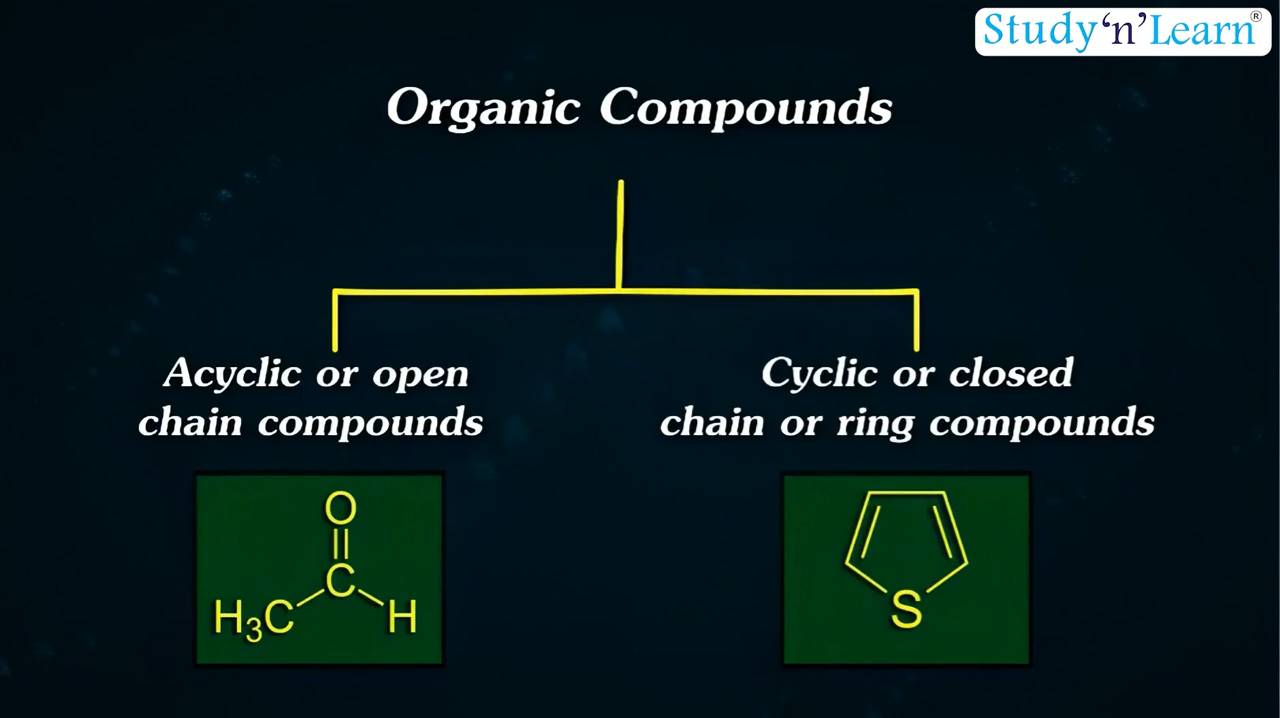 Study‘n’Learn®
Organic Compounds
Acyclic or open
chain compounds
Cyclic or closed
chain or ring compounds
O
C
H₃C
H
S